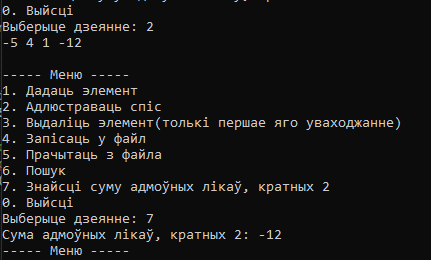 0. Выйсці
Выберыце дзеянне: 2
-5 4 1 -12
----- Меню -----
1. Дадаць элемент
2. Адлюстраваць спіс
3. Выдаліць элемент(толькі першае яго уваходжанне)
4. Запісаць у файл
5. Прачытаць з файла
6. Пошук
7. Знайсці суму адмоўных лікаў, кратных 2
0. Выйсці
Выберыце дзеянне: 7
Сума адмоўных лікаў, кратных 2: -12
----- Меню -----